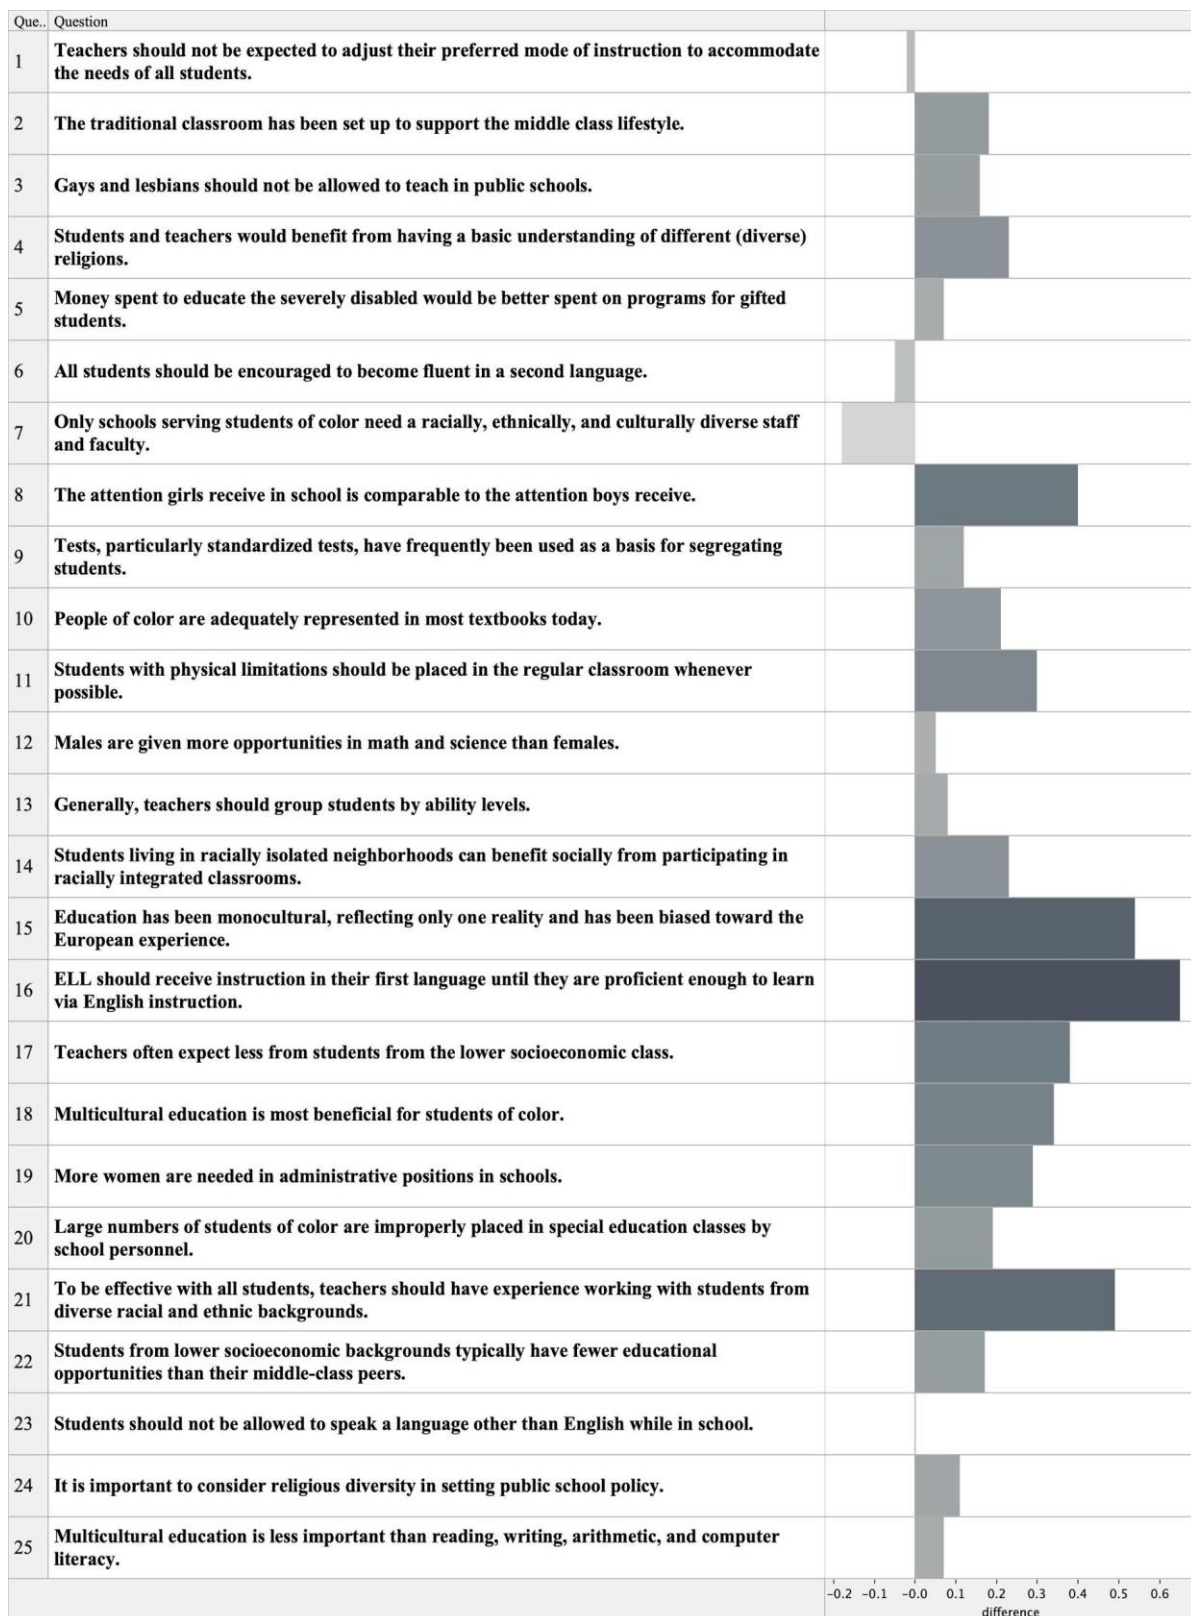 Que.. Question
1 Teachers should not be expected to adjust their preferred mode of instruction to accommodate
the needs of all students.
2 The traditional classroom has been set up to support the middle class lifestyle.
3 Gays and lesbians should not be allowed to teach in public schools.
4 Students and teachers would benefit from having a basic understanding of different (diverse)
religions.
5 Money spent to educate the severely disabled would be better spent on programs for gifted
students.
6 All students should be encouraged to become fluent in a second language.
7 Only schools serving students of color need a racially, ethnically, and culturally diverse staff
and faculty.
8 The attention girls receive in school is comparable to the attention boys receive.
9 Tests, particularly standardized tests, have frequently been used as a basis for segregating
students.
10 People of color are adequately represented in most textbooks today.
11 Students with physical limitations should be placed in the regular classroom whenever
possible.
12 Males are given more opportunities in math and science than females.
13 Generally, teachers should group students by ability levels.
14 Students living in racially isolated neighborhoods can benefit socially from participating in
racially integrated classrooms.
15 Education has been monocultural, reflecting only one reality and has been biased toward the
European experience.
16 ELL should receive instruction in their first language until they are proficient enough to learn
via English instruction.
17 Teachers often expect less from students from the lower socioeconomic class.
18 Multicultural education is most beneficial for students of color.
19 More women are needed in administrative positions in schools.
20 Large numbers of students of color are improperly placed in special education classes by
school personnel.
21 To be effective with all students, teachers should have experience working with students from
diverse racial and ethnic backgrounds.
22 Students from lower socioeconomic backgrounds typically have fewer educational
opportunities than their middle-class peers.
23 Students should not be allowed to speak a language other than English while in school.
24 It is important to consider religious diversity in setting public school policy.
25 Multicultural education is less important than reading, writing, arithmetic, and computer
literacy.
-0.2 -0.1 -0.0 0.1 0.2 0.3 0.4 0.5 0.6
difference